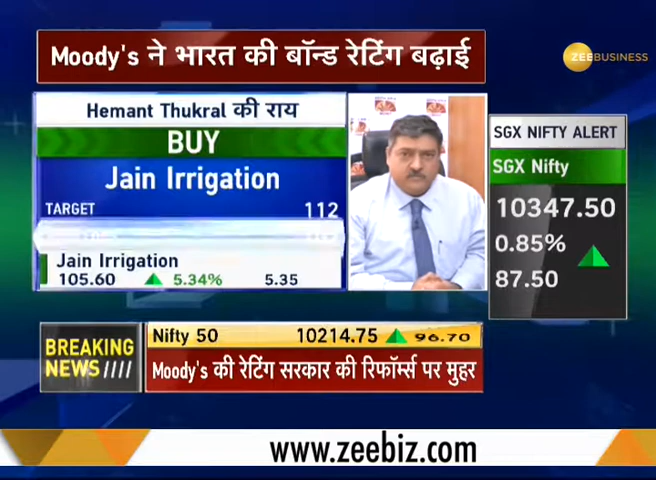 Moody's ने भारत की बॉन्ड रेटिंग बढ़ाई
ZEE BUSINESS
Hemant Thukral की राय
BUY
Jain Irrigation
TARGET 112
Jain Irrigation
105.60 5.34% 5.35
SGX NIFTY ALERT
SGX Nifty
10347.50
0.85%
87.50
BREAKING NEWS ////
Nifty 50 10214.75 96.70
Moody's की रेटिंग सरकार की रिफॉर्म्स पर मुहर
www.zeebiz.com